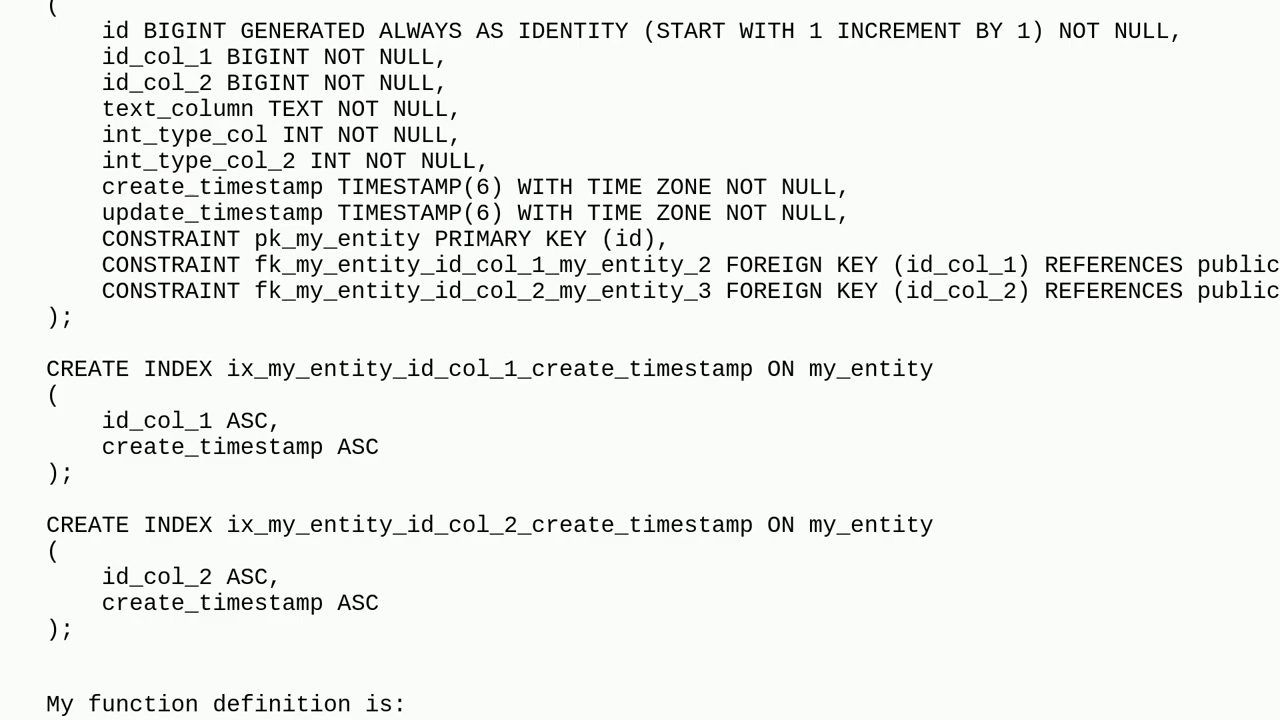 (
    id BIGINT GENERATED ALWAYS AS IDENTITY (START WITH 1 INCREMENT BY 1) NOT NULL,
    id_col_1 BIGINT NOT NULL,
    id_col_2 BIGINT NOT NULL,
    text_column TEXT NOT NULL,
    int_type_col INT NOT NULL,
    int_type_col_2 INT NOT NULL,
    create_timestamp TIMESTAMP(6) WITH TIME ZONE NOT NULL,
    update_timestamp TIMESTAMP(6) WITH TIME ZONE NOT NULL,
    CONSTRAINT pk_my_entity PRIMARY KEY (id),
    CONSTRAINT fk_my_entity_id_col_1_my_entity_2 FOREIGN KEY (id_col_1) REFERENCES public
    CONSTRAINT fk_my_entity_id_col_2_my_entity_3 FOREIGN KEY (id_col_2) REFERENCES public
);
CREATE INDEX ix_my_entity_id_col_1_create_timestamp ON my_entity
(
    id_col_1 ASC,
    create_timestamp ASC
);
CREATE INDEX ix_my_entity_id_col_2_create_timestamp ON my_entity
(
    id_col_2 ASC,
    create_timestamp ASC
);
My function definition is: